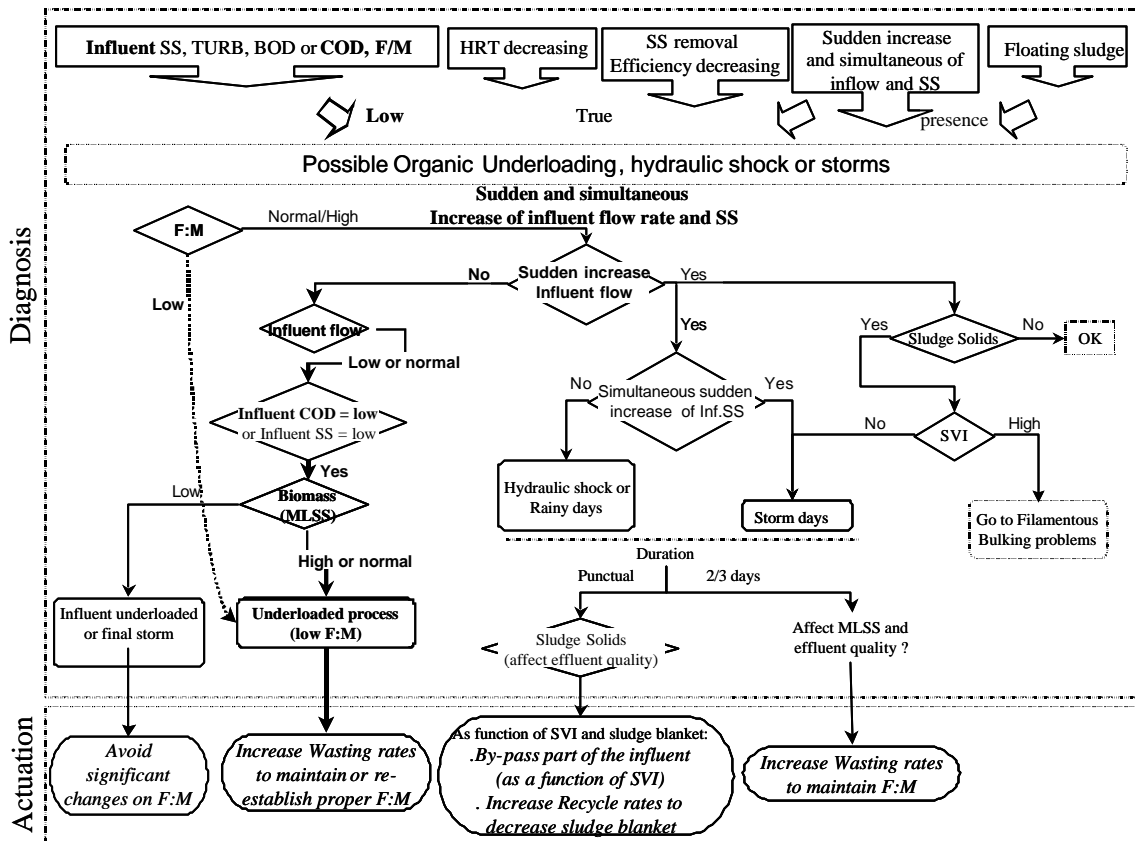 Influent SS, TURB, BOD or COD, F/M
HRT decreasing
SS removal
Efficiency decreasing
Sudden increase
and simultaneous of
inflow and SS
Floating sludge
Low
True
presence
Possible Organic Underloading, hydraulic shock or storms
Sudden and simultaneous
Increase of influent flow rate and SS
Diagnosis
F:M
Normal/High
Low
No
Sudden increase
Influent flow
Yes
Yes
Influent flow
Low or normal
Yes
Sludge Solids
No
OK
Influent COD = low
or Influent SS = low
No
Simultaneous sudden
increase of Inf.SS
Yes
No
SVI
High
Yes
Low
Biomass
(MLSS)
Hydraulic shock or
Rainy days
Storm days
Go to Filamentous
Bulking problems
High or normal
Duration
Punctual
2/3 days
Influent underloaded
or final storm
Underloaded process
(low F:M)
Sludge Solids
(affect effluent quality)
Affect MLSS and
effluent quality ?
Actuation
Avoid
significant
changes on F:M
Increase Wasting rates
to maintain or re-
establish proper F:M
As function of SVI and sludge blanket:
.By-pass part of the influent
(as a function of SVI)
. Increase Recycle rates to
decrease sludge blanket
Increase Wasting rates
to maintain F:M